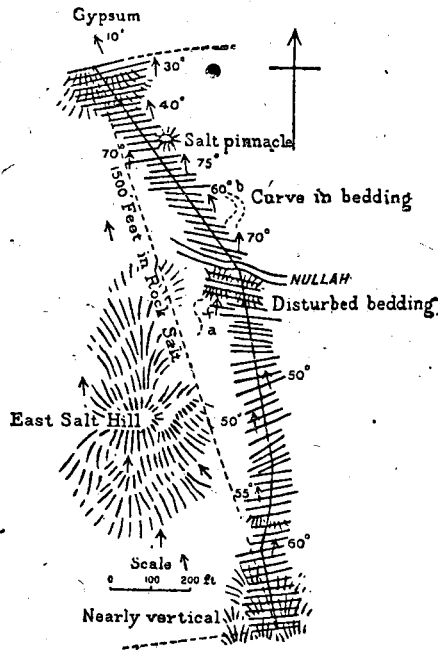 Gypsum
10°
30°
40°
Salt pinnacle
70°
75°
1500 Feet in Rock Salt
60° b
Curve in bedding
70°
NULLAH
Disturbed bedding
a
50°
East Salt Hill
50°
55°
60°
Scale
0 100 200 ft
Nearly vertical